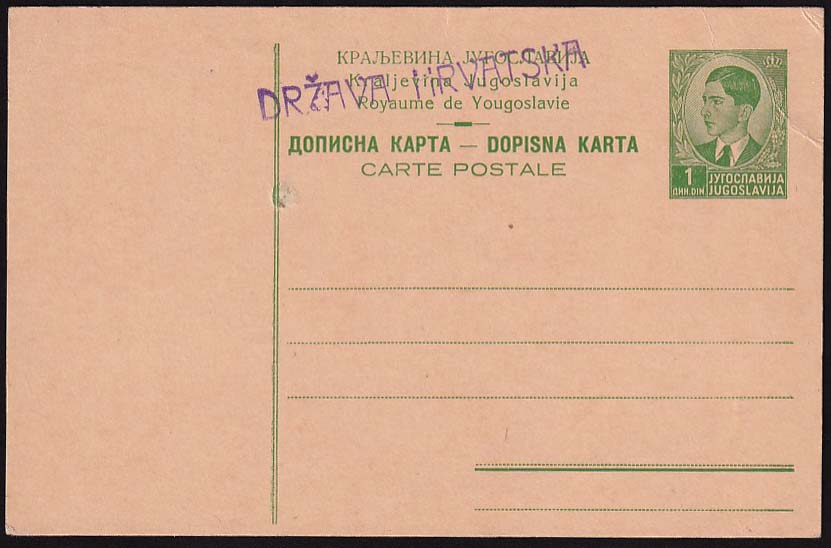 КРАЉЕВИНА ЈУГОСЛАВИЈА
Kraljevina Jugoslavija
Royaume de Yougoslavie
DRŽAVA HRVATSKA
ДОПИСНА КАРТА — DOPISNA KARTA
CARTE POSTALE
1
ДИН. DIN
ЈУГОСЛАВИЈА
JUGOSLAVIJA